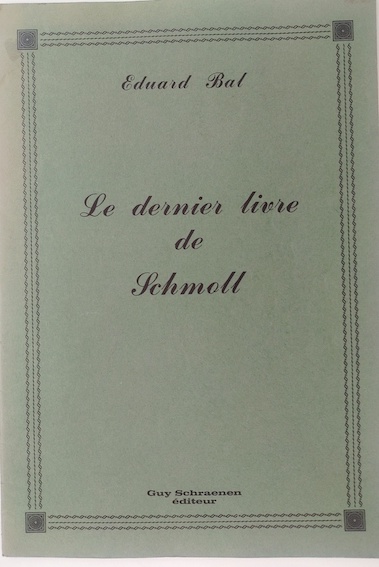 Eduard Bal
Le dernier livre
de
Schmoll
Guy Schraenen
éditeur